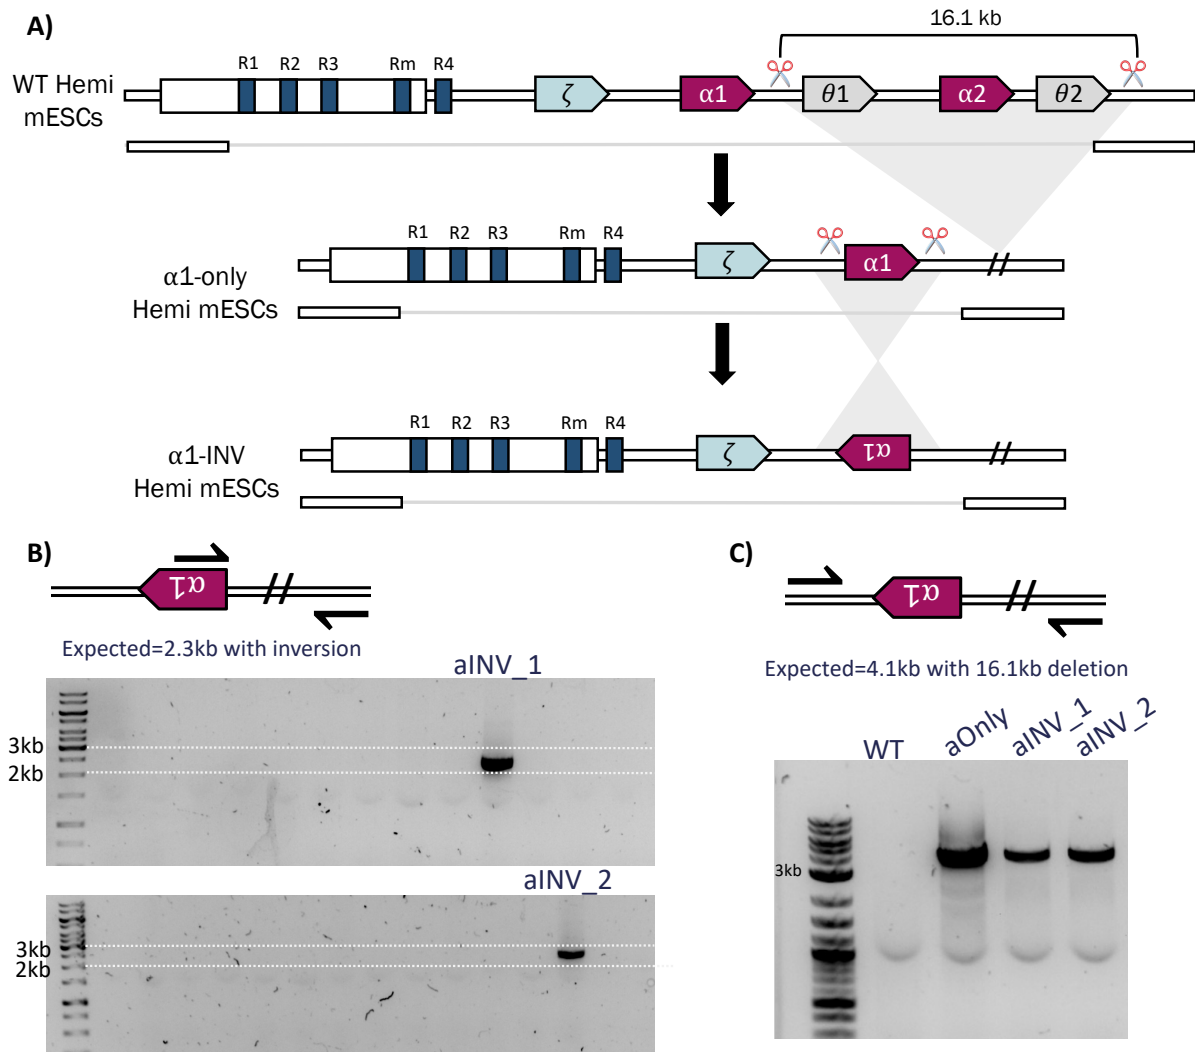 A)
16.1 kb
WT Hemi
mESCs
R1 R2 R3 Rm R4
ζ α1 θ1 α2 θ2
α1-only
Hemi mESCs
R1 R2 R3 Rm R4
ζ α1
α1-INV
Hemi mESCs
R1 R2 R3 Rm R4
ζ α1
B)
α1
Expected=2.3kb with inversion
aINV_1
3kb
2kb
aINV_2
3kb
2kb
C)
α1
Expected=4.1kb with 16.1kb deletion
WT aOnly aINV_1 aINV_2
3kb